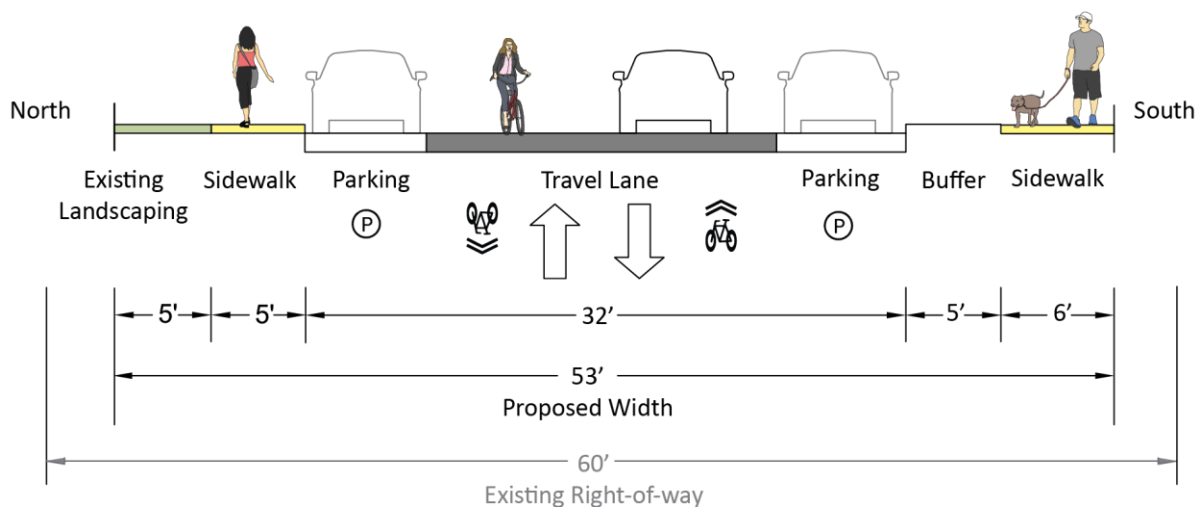 North
South
Existing
Landscaping
Sidewalk
Parking
Travel Lane
Parking
Buffer
Sidewalk
P
P
5'
5'
32'
5’
6’
53’
Proposed Width
60’
Existing Right-of-way